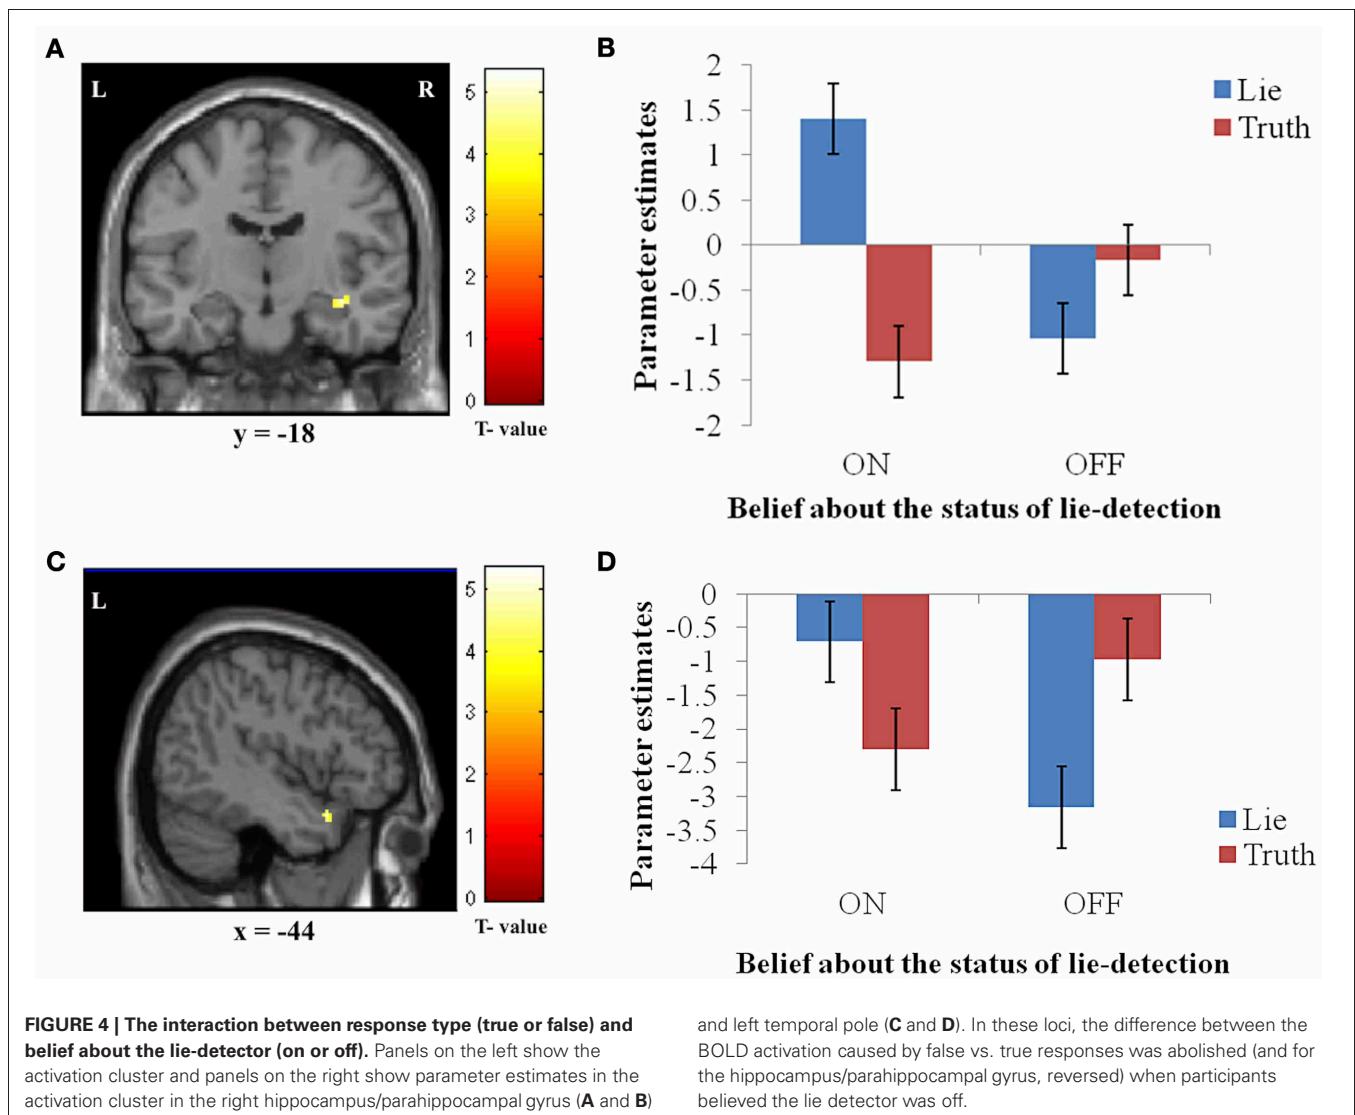 A
L
R
5
4
3
2
1
0
y = -18
T- value
B
2
1.5
1
0.5
0
-0.5
-1
-1.5
-2
Parameter estimates
Lie
Truth
ON
OFF
Belief about the status of lie-detection
C
L
5
4
3
2
1
0
x = -44
T- value
D
0
-0.5
-1
-1.5
-2
-2.5
-3
-3.5
-4
Parameter estimates
Lie
Truth
ON
OFF
Belief about the status of lie-detection
FIGURE 4 | The interaction between response type (true or false) and
belief about the lie-detector (on or off). Panels on the left show the
activation cluster and panels on the right show parameter estimates in the
activation cluster in the right hippocampus/parahippocampal gyrus (A and B)
and left temporal pole (C and D). In these loci, the difference between the
BOLD activation caused by false vs. true responses was abolished (and for
the hippocampus/parahippocampal gyrus, reversed) when participants
believed the lie detector was off.